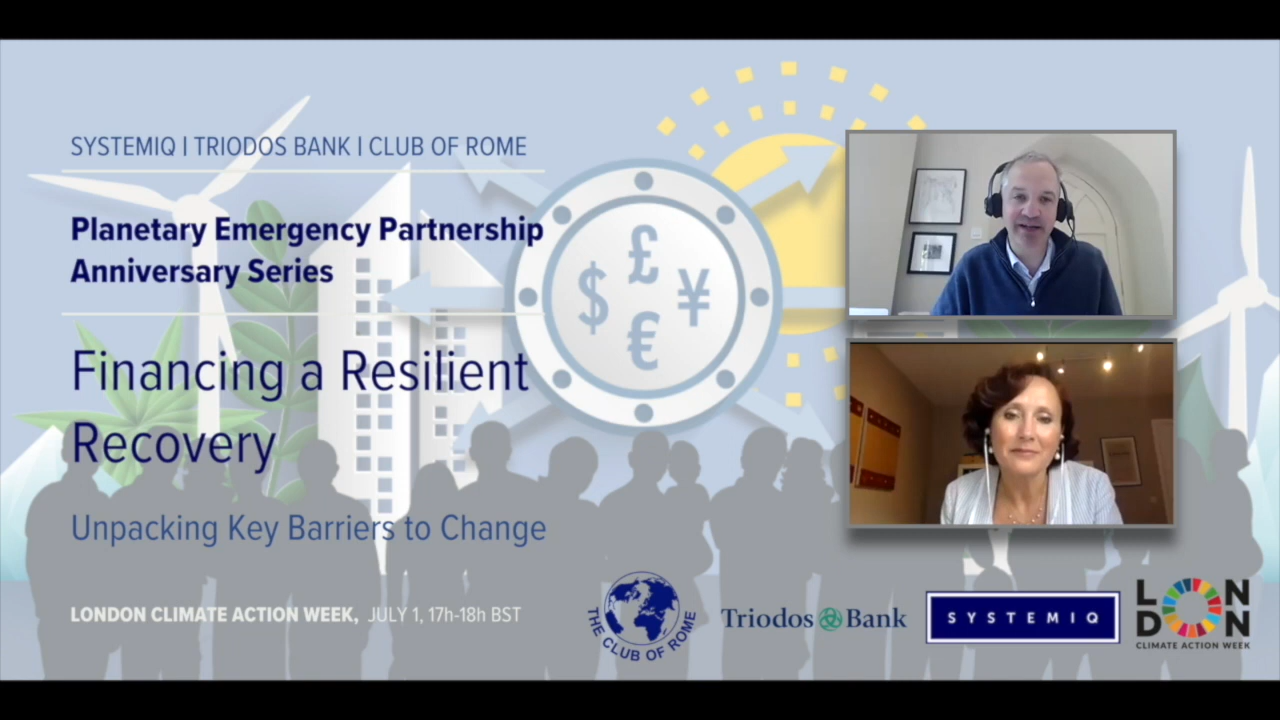 SYSTEMIQ | TRIODOS BANK | CLUB OF ROME
Planetary Emergency Partnership
Anniversary Series
Financing a Resilient
Recovery
Unpacking Key Barriers to Change
LONDON CLIMATE ACTION WEEK, JULY 1, 17h-18h BST
$ £ ¥ €
THE CLUB OF ROME
Triodos Bank
SYSTEMIQ
LONDON
CLIMATE ACTION WEEK